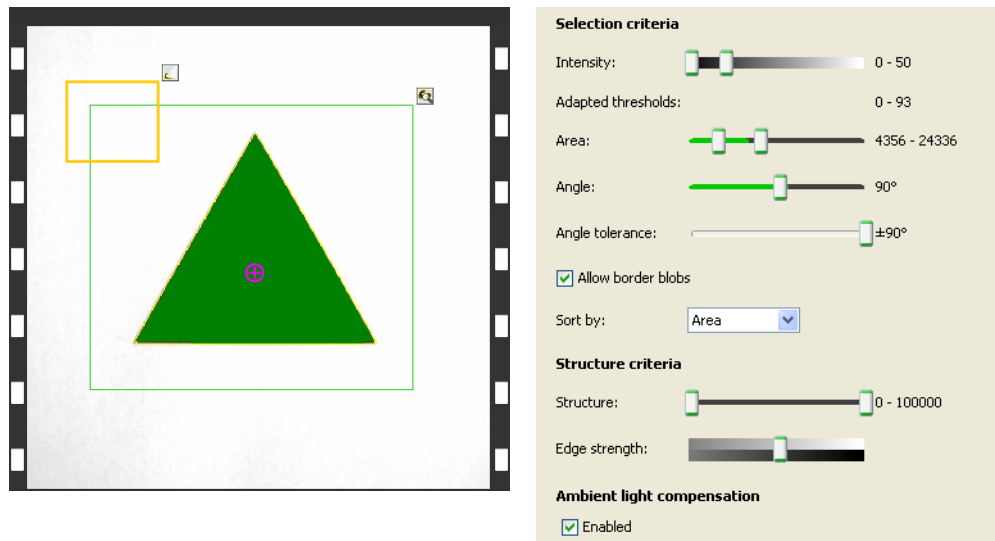 Selection criteria
Intensity: 0 - 50
Adapted thresholds: 0 - 93
Area: 4356 - 24336
Angle: 90°
Angle tolerance: ±90°
Allow border blobs
Sort by: Area
Structure criteria
Structure: 0 - 100000
Edge strength:
Ambient light compensation
Enabled